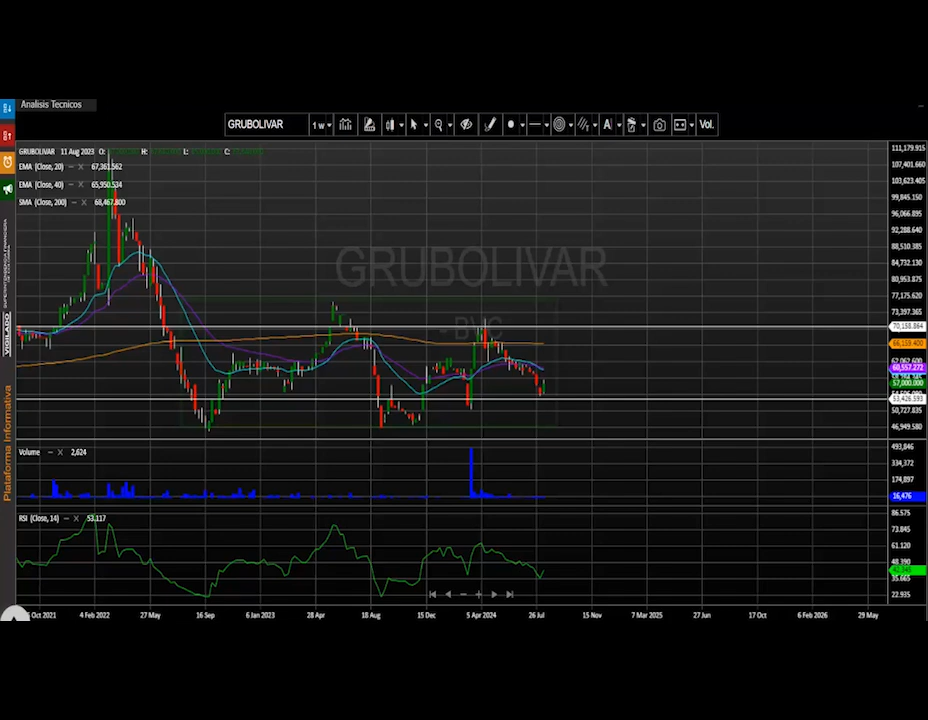 Analisis Tecnicos
GRUBOLIVAR 1 w Vol.
GRUBOLIVAR 11 Aug 2023 O: H: L: C:
EMA (Close, 20) 67,361.562
EMA (Close, 40) 65,950.534
SMA (Close, 200) 68,467.800
GRUBOLIVAR
- BVC
111,179.915
107,401.660
103,623.405
99,845.150
96,066.895
92,288.640
88,510.385
84,732.130
80,953.875
77,175.620
73,397.365
70,158.864
66,159.400
62,062.600
60,557.272
57,000.000
53,426.593
50,727.835
46,949.580
Volume 2,624
493,846
334,372
174,897
16,476
RSI (Close, 14) 53.117
86.575
73.845
61.120
48.390
35.665
22.935
Oct 2021 4 Feb 2022 27 May 16 Sep 6 Jan 2023 28 Apr 18 Aug 15 Dec 5 Apr 2024 26 Jul 15 Nov 7 Mar 2025 27 Jun 17 Oct 6 Feb 2026 29 May
VIGILADO
Plataforma Informativa